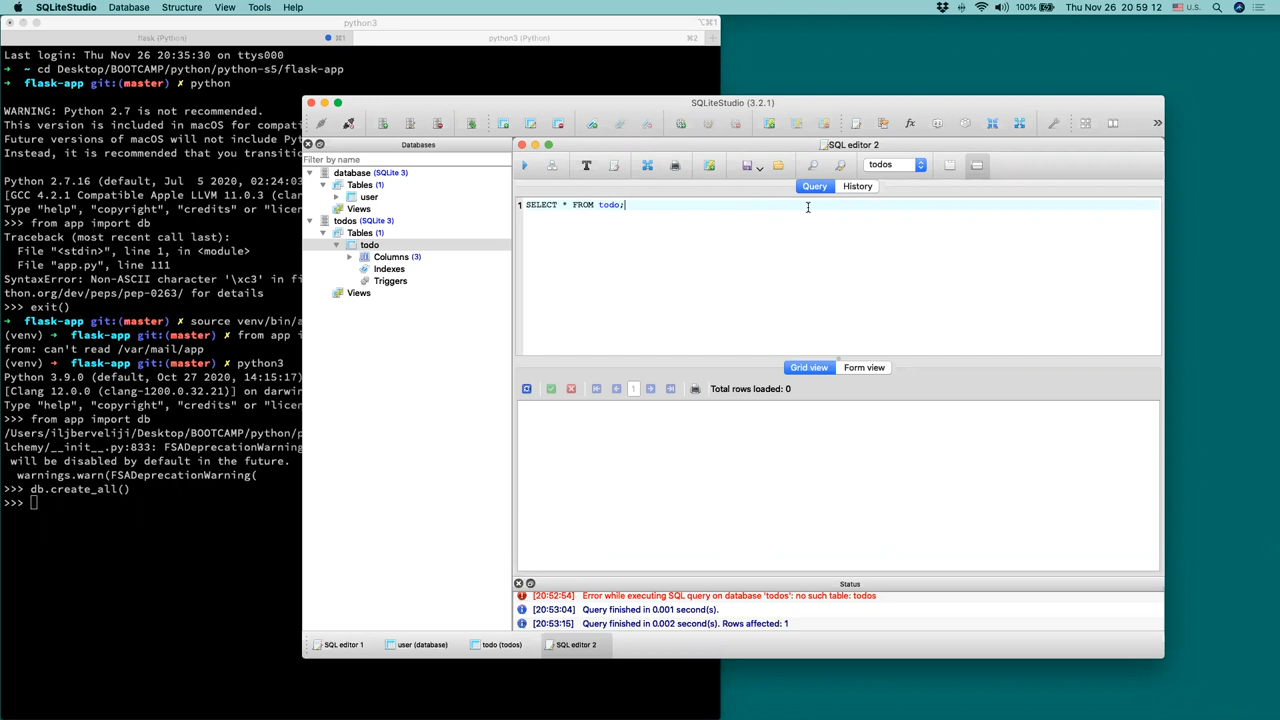 SQLiteStudio Database Structure View Tools Help
100% Thu Nov 26 20:59:12 U.S.
python3
⌥⌘1
flask (Python) ⌘1 python3 (Python) ⌘2 +
Last login: Thu Nov 26 20:35:30 on ttys000
➜ ~ cd Desktop/BOOTCAMP/python/python-s5/flask-app
➜ flask-app git:(master) ✗ python
WARNING: Python 2.7 is not recommended.
This version is included in macOS for compat
Future versions of macOS will not include Py
Instead, it is recommended that you transiti
Python 2.7.16 (default, Jul 5 2020, 02:24:03
[GCC 4.2.1 Compatible Apple LLVM 11.0.3 (cla
Type "help", "copyright", "credits" or "lice
>>> from app import db
Traceback (most recent call last):
File "<stdin>", line 1, in <module>
File "app.py", line 111
SyntaxError: Non-ASCII character '\xc3' in fi
thon.org/dev/peps/pep-0263/ for details
>>> exit()
➜ flask-app git:(master) ✗ source venv/bin/a
(venv) ➜ flask-app git:(master) ✗ from app i
from: can't read /var/mail/app
(venv) ➜ flask-app git:(master) ✗ python3
Python 3.9.0 (default, Oct 27 2020, 14:15:17)
[Clang 12.0.0 (clang-1200.0.32.21)] on darwin
Type "help", "copyright", "credits" or "licen
>>> from app import db
/Users/iljberveliji/Desktop/BOOTCAMP/python/p
lchemy/__init__.py:833: FSADeprecationWarning
will be disabled by default in the future.
warnings.warn(FSADeprecationWarning(
>>> db.create_all()
>>>
SQLiteStudio (3.2.1)
fx
»
Databases
Filter by name
database (SQLite 3)
Tables (1)
user
Views
todos (SQLite 3)
Tables (1)
todo
Columns (3)
Indexes
Triggers
Views
SQL editor 2
T
todos
Query History
1 SELECT * FROM todo;
Grid view Form view
1 Total rows loaded: 0
Status
[20:52:54] Error while executing SQL query on database 'todos': no such table: todos
[20:53:04] Query finished in 0.001 second(s).
[20:53:15] Query finished in 0.002 second(s). Rows affected: 1
SQL editor 1 user (database) todo (todos) SQL editor 2